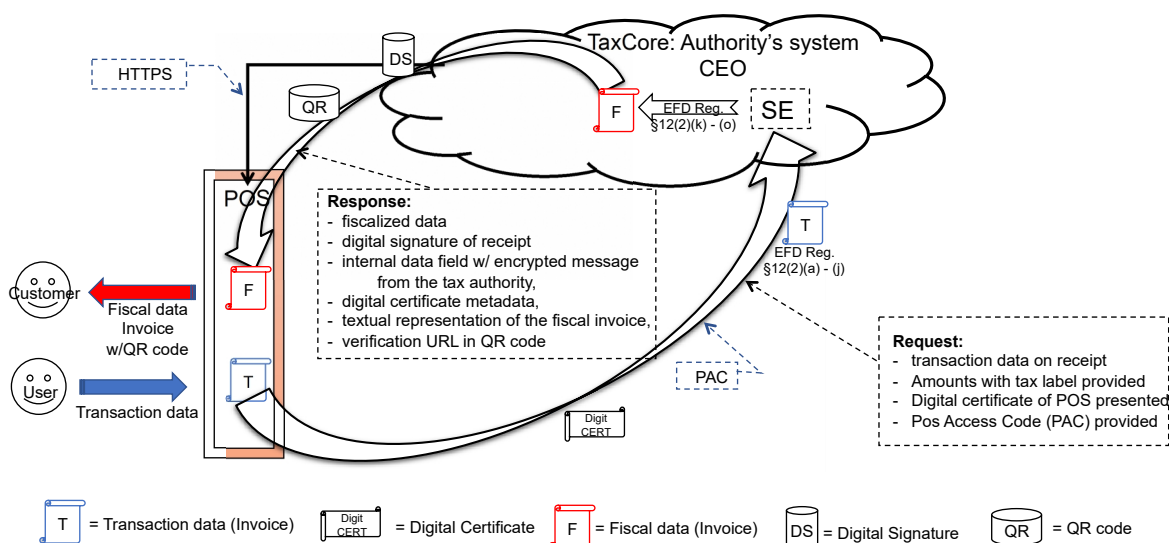 TaxCore: Authority's system
CEO
DS
HTTPS
QR
F
EFD Reg.
§12(2)(k) - (o)
SE
POS
Response:
- fiscalized data
- digital signature of receipt
- internal data field w/ encrypted message
from the tax authority,
- digital certificate metadata,
- textual representation of the fiscal invoice,
- verification URL in QR code
T
EFD Reg.
§12(2)(a) - (j)
Customer
F
Fiscal data
Invoice
w/QR code
User
T
Transaction data
PAC
Digit
CERT
Request:
- transaction data on receipt
- Amounts with tax label provided
- Digital certificate of POS presented
- Pos Access Code (PAC) provided
T = Transaction data (Invoice)
Digit
CERT = Digital Certificate
F = Fiscal data (Invoice)
DS = Digital Signature
QR = QR code